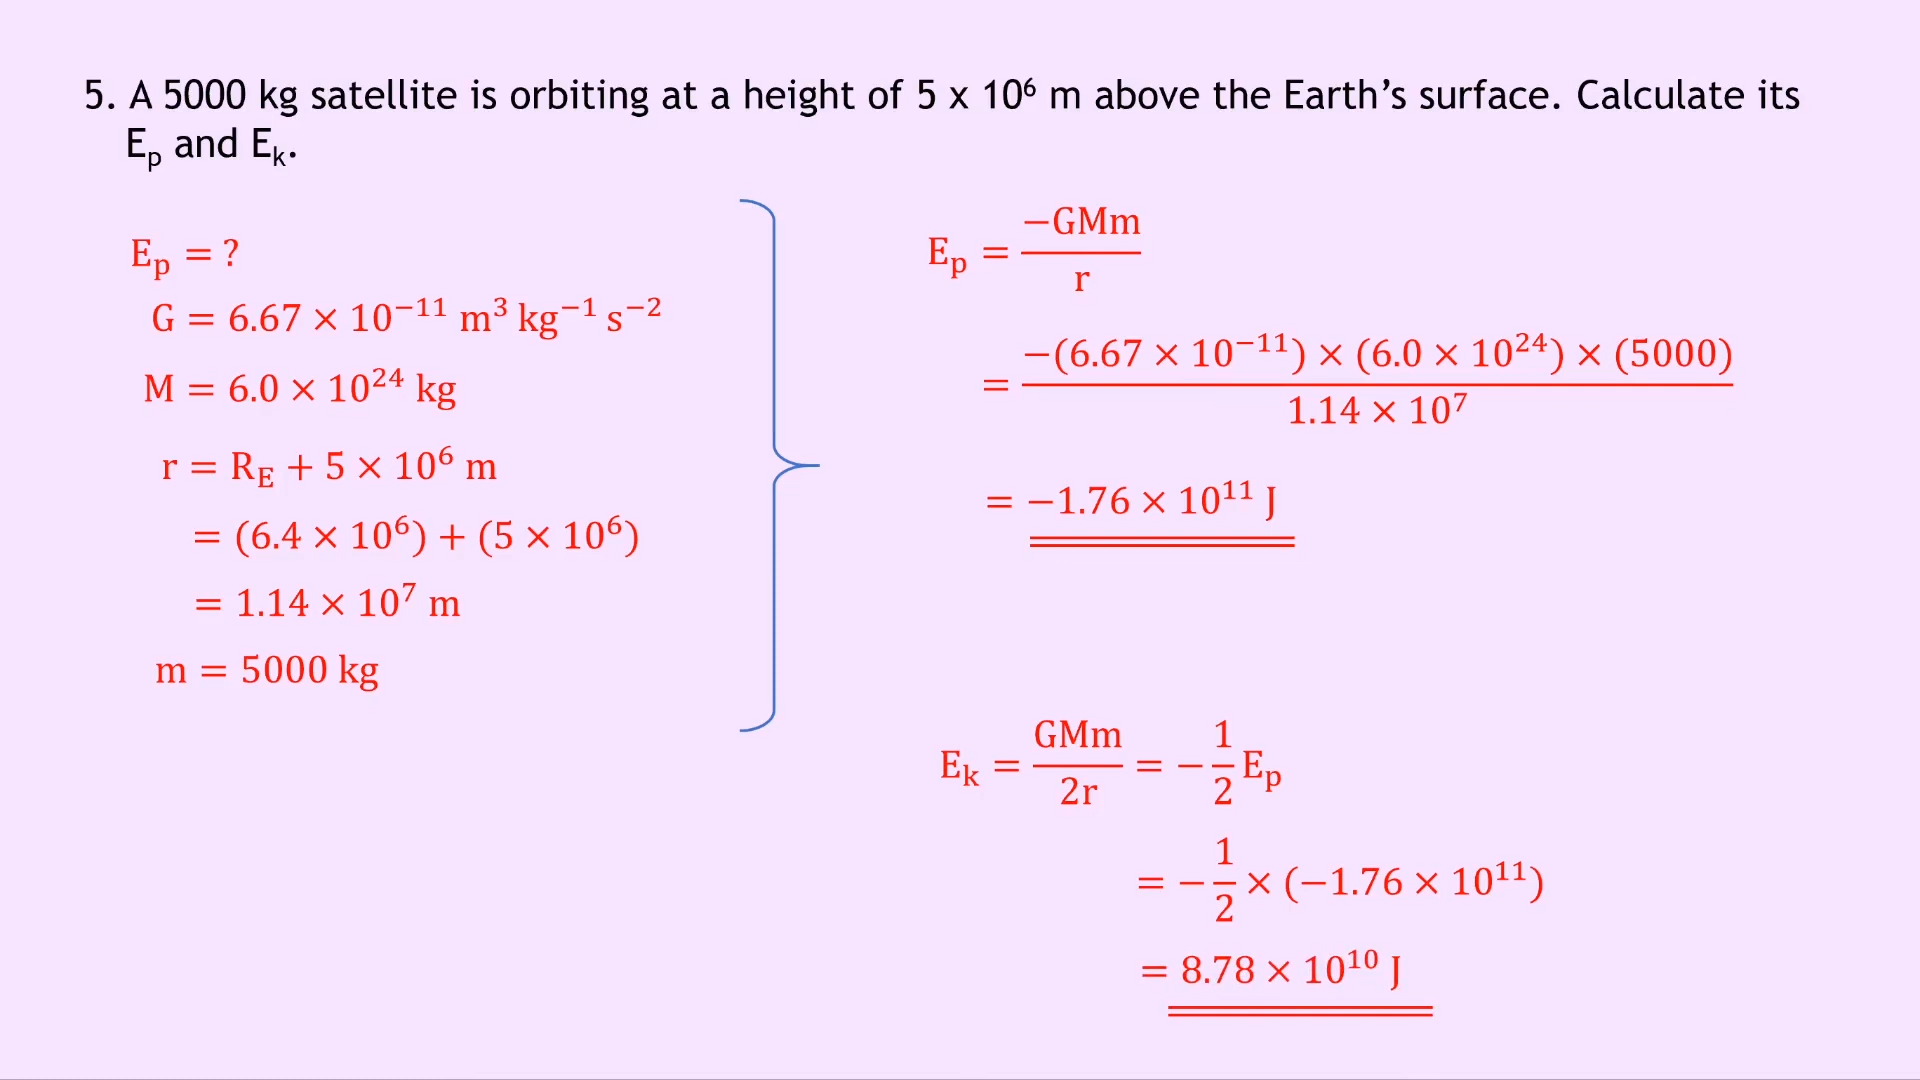 5. A 5000 kg satellite is orbiting at a height of 5 x 10⁶ m above the Earth’s surface. Calculate its
Eₚ and Eₖ.
Eₚ = ?
G = 6.67 × 10⁻¹¹ m³ kg⁻¹ s⁻²
M = 6.0 × 10²⁴ kg
r = R_E + 5 × 10⁶ m
= (6.4 × 10⁶) + (5 × 10⁶)
= 1.14 × 10⁷ m
m = 5000 kg
Eₚ = −GMm / r
= −(6.67 × 10⁻¹¹) × (6.0 × 10²⁴) × (5000) / 1.14 × 10⁷
= −1.76 × 10¹¹ J
Eₖ = GMm / 2r = − 1/2 Eₚ
= − 1/2 × (−1.76 × 10¹¹)
= 8.78 × 10¹⁰ J